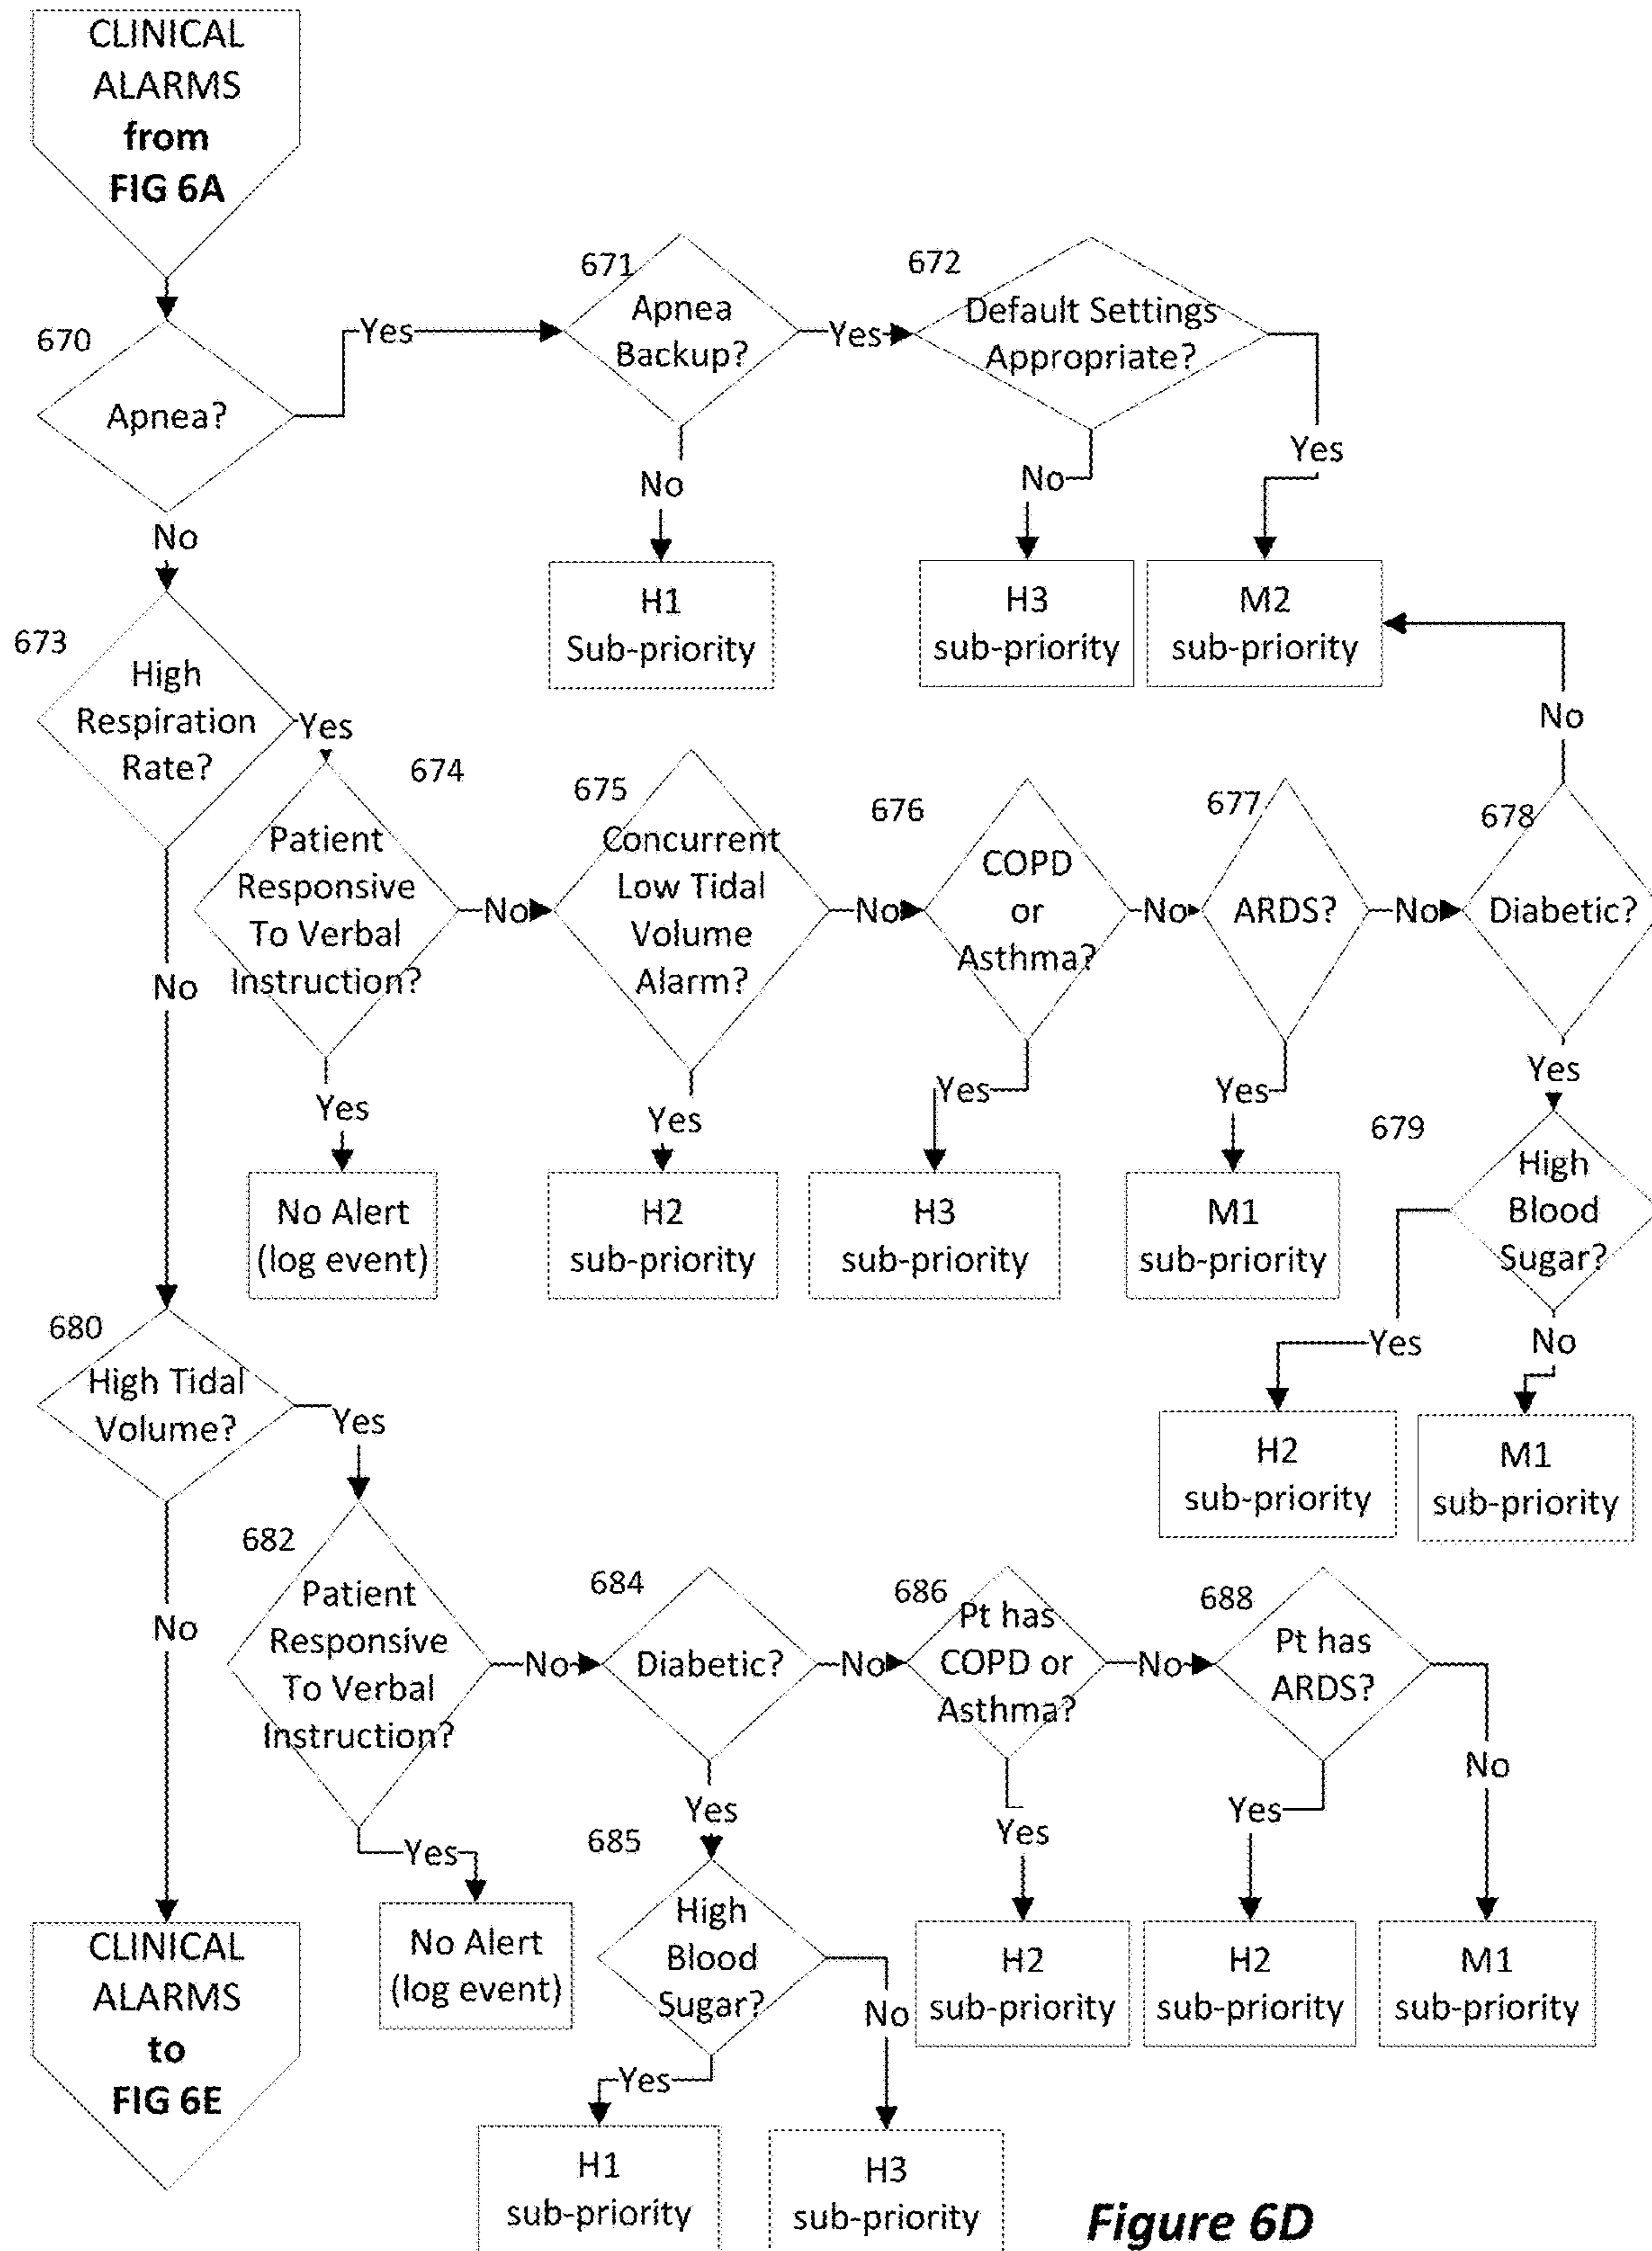 CLINICAL
ALARMS
from
FIG 6A
670
Apnea?
Yes
671
Apnea
Backup?
Yes
672
Default Settings
Appropriate?
No
H1
Sub-priority
No
H3
sub-priority
Yes
M2
sub-priority
No
673
High
Respiration
Rate?
Yes
674
Patient
Responsive
To Verbal
Instruction?
No
675
Concurrent
Low Tidal
Volume
Alarm?
No
676
COPD
or
Asthma?
No
677
ARDS?
No
678
Diabetic?
No
Yes
No Alert
(log event)
Yes
H2
sub-priority
Yes
H3
sub-priority
Yes
M1
sub-priority
Yes
679
High
Blood
Sugar?
Yes
H2
sub-priority
No
M1
sub-priority
No
680
High Tidal
Volume?
Yes
682
Patient
Responsive
To Verbal
Instruction?
No
684
Diabetic?
No
686
Pt has
COPD or
Asthma?
No
688
Pt has
ARDS?
Yes
No Alert
(log event)
Yes
685
High
Blood
Sugar?
Yes
H1
sub-priority
No
H3
sub-priority
Yes
H2
sub-priority
Yes
H2
sub-priority
No
M1
sub-priority
No
CLINICAL
ALARMS
to
FIG 6E
Figure 6D